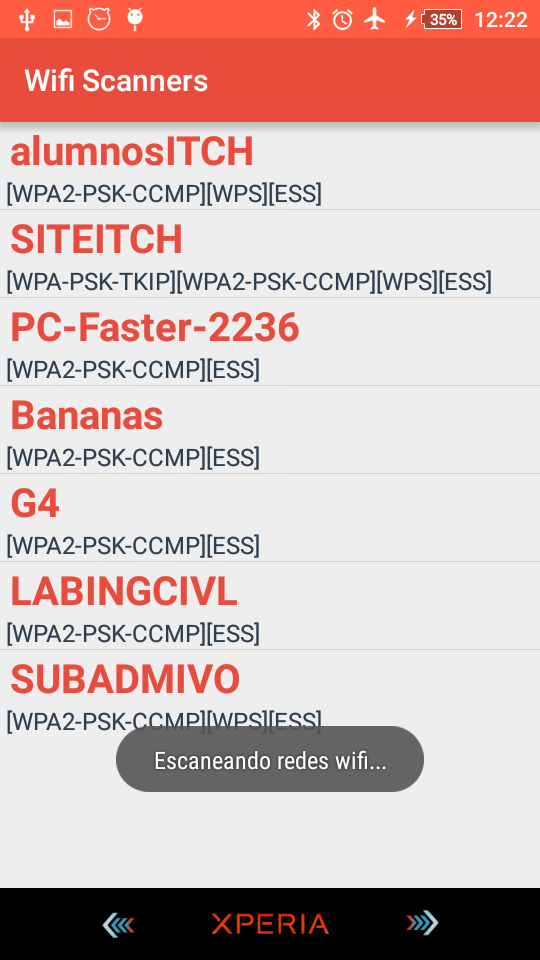 35% 12:22
Wifi Scanners
alumnosITCH
[WPA2-PSK-CCMP][WPS][ESS]
SITEITCH
[WPA-PSK-TKIP][WPA2-PSK-CCMP][WPS][ESS]
PC-Faster-2236
[WPA2-PSK-CCMP][ESS]
Bananas
[WPA2-PSK-CCMP][ESS]
G4
[WPA2-PSK-CCMP][ESS]
LABINGCIVL
[WPA2-PSK-CCMP][ESS]
SUBADMIVO
[WPA2-PSK-CCMP][WPS][ESS]
Escaneando redes wifi...
XPERIA